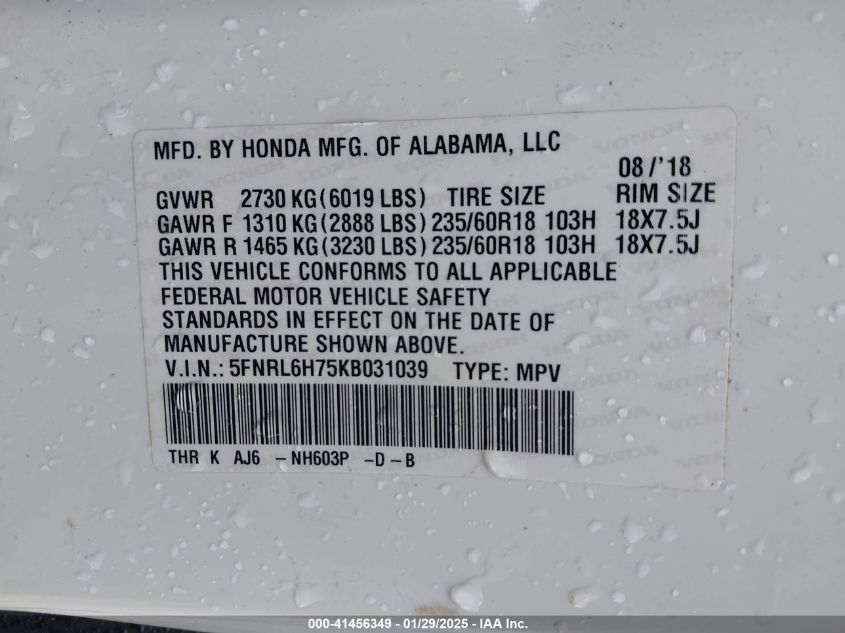 MFD. BY HONDA MFG. OF ALABAMA, LLC
08/'18
GVWR 2730 KG(6019 LBS) TIRE SIZE RIM SIZE
GAWR F 1310 KG(2888 LBS) 235/60R18 103H 18X7.5J
GAWR R 1465 KG(3230 LBS) 235/60R18 103H 18X7.5J
THIS VEHICLE CONFORMS TO ALL APPLICABLE
FEDERAL MOTOR VEHICLE SAFETY
STANDARDS IN EFFECT ON THE DATE OF
MANUFACTURE SHOWN ABOVE.
V.I.N.: 5FNRL6H75KB031039 TYPE: MPV
THR K AJ6 -NH603P -D-B
000-41456349 - 01/29/2025 - IAA Inc.